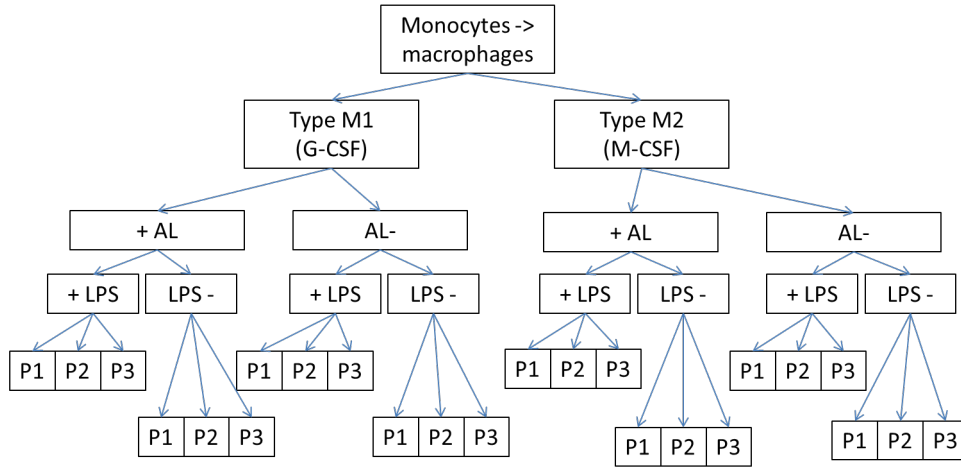 Monocytes ->
macrophages
Type M1
(G-CSF)
Type M2
(M-CSF)
+ AL
AL-
+ AL
AL-
+ LPS
LPS -
+ LPS
LPS -
+ LPS
LPS -
+ LPS
LPS -
P1 P2 P3
P1 P2 P3
P1 P2 P3
P1 P2 P3
P1 P2 P3
P1 P2 P3
P1 P2 P3
P1 P2 P3